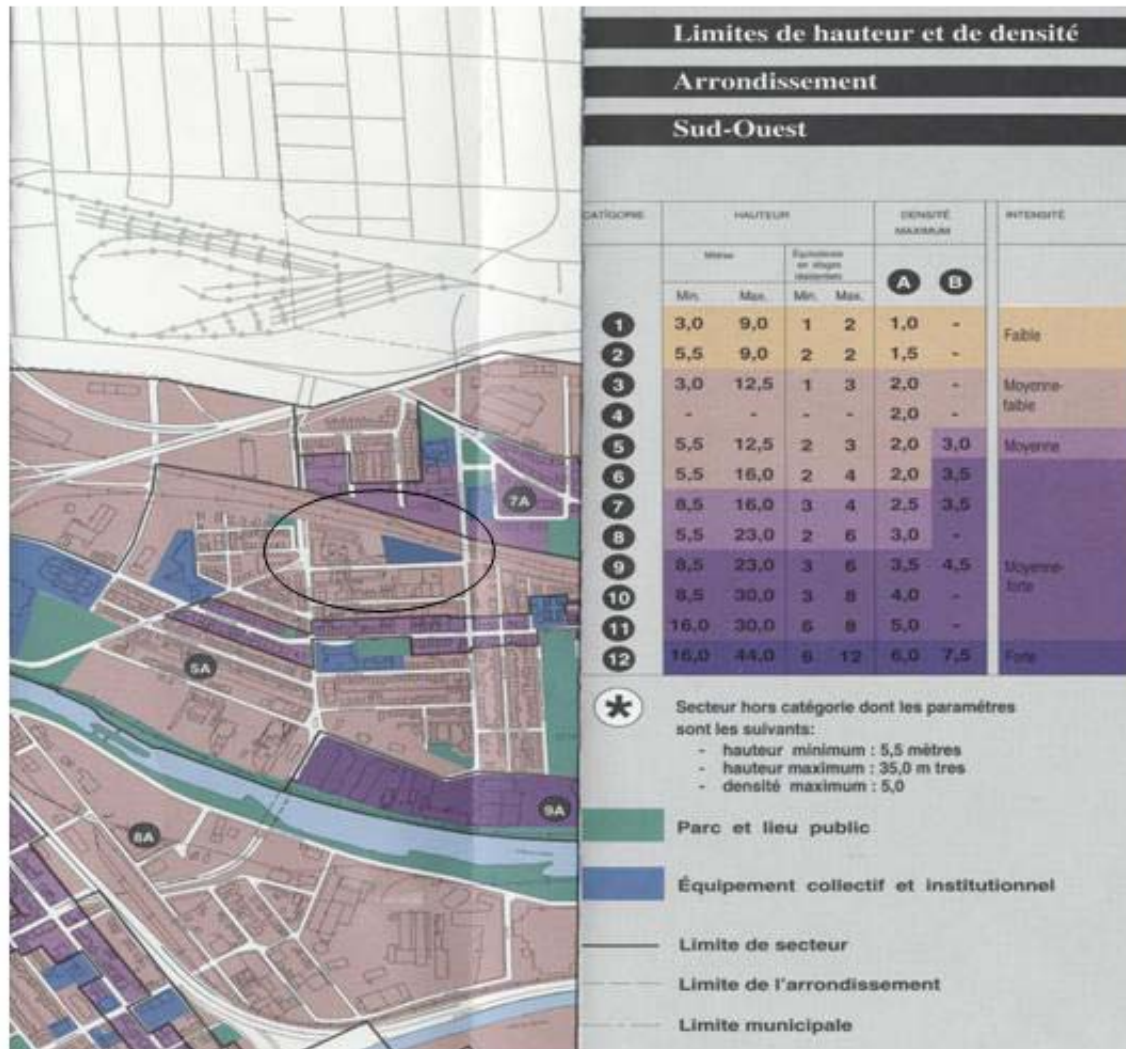 Limites de hauteur et de densité
Arrondissement
Sud-Ouest
CATÍGORIE HAUTEUR DENSITÉ MAXIMUM INTENSITÉ
Mètres Équivalence en étages résidentiels A B
Min. Max. Min. Max.
1 3,0 9,0 1 2 1,0 - Faible
2 5,5 9,0 2 2 1,5 -
3 3,0 12,5 1 3 2,0 - Moyenne-
4 - - - - 2,0 - faible
5 5,5 12,5 2 3 2,0 3,0 Moyenne
6 5,5 16,0 2 4 2,0 3,5
7 8,5 16,0 3 4 2,5 3,5
8 5,5 23,0 2 6 3,0 -
9 8,5 23,0 3 6 3,5 4,5 Moyenne-
10 8,5 30,0 3 8 4,0 - forte
11 16,0 30,0 6 8 5,0 -
12 16,0 44,0 6 12 6,0 7,5 Forte
* Secteur hors catégorie dont les paramètres
sont les suivants:
- hauteur minimum : 5,5 mètres
- hauteur maximum : 35,0 m tres
- densité maximum : 5,0
Parc et lieu public
Équipement collectif et institutionnel
Limite de secteur
Limite de l'arrondissement
Limite municipale
7A
5A
9A
6A